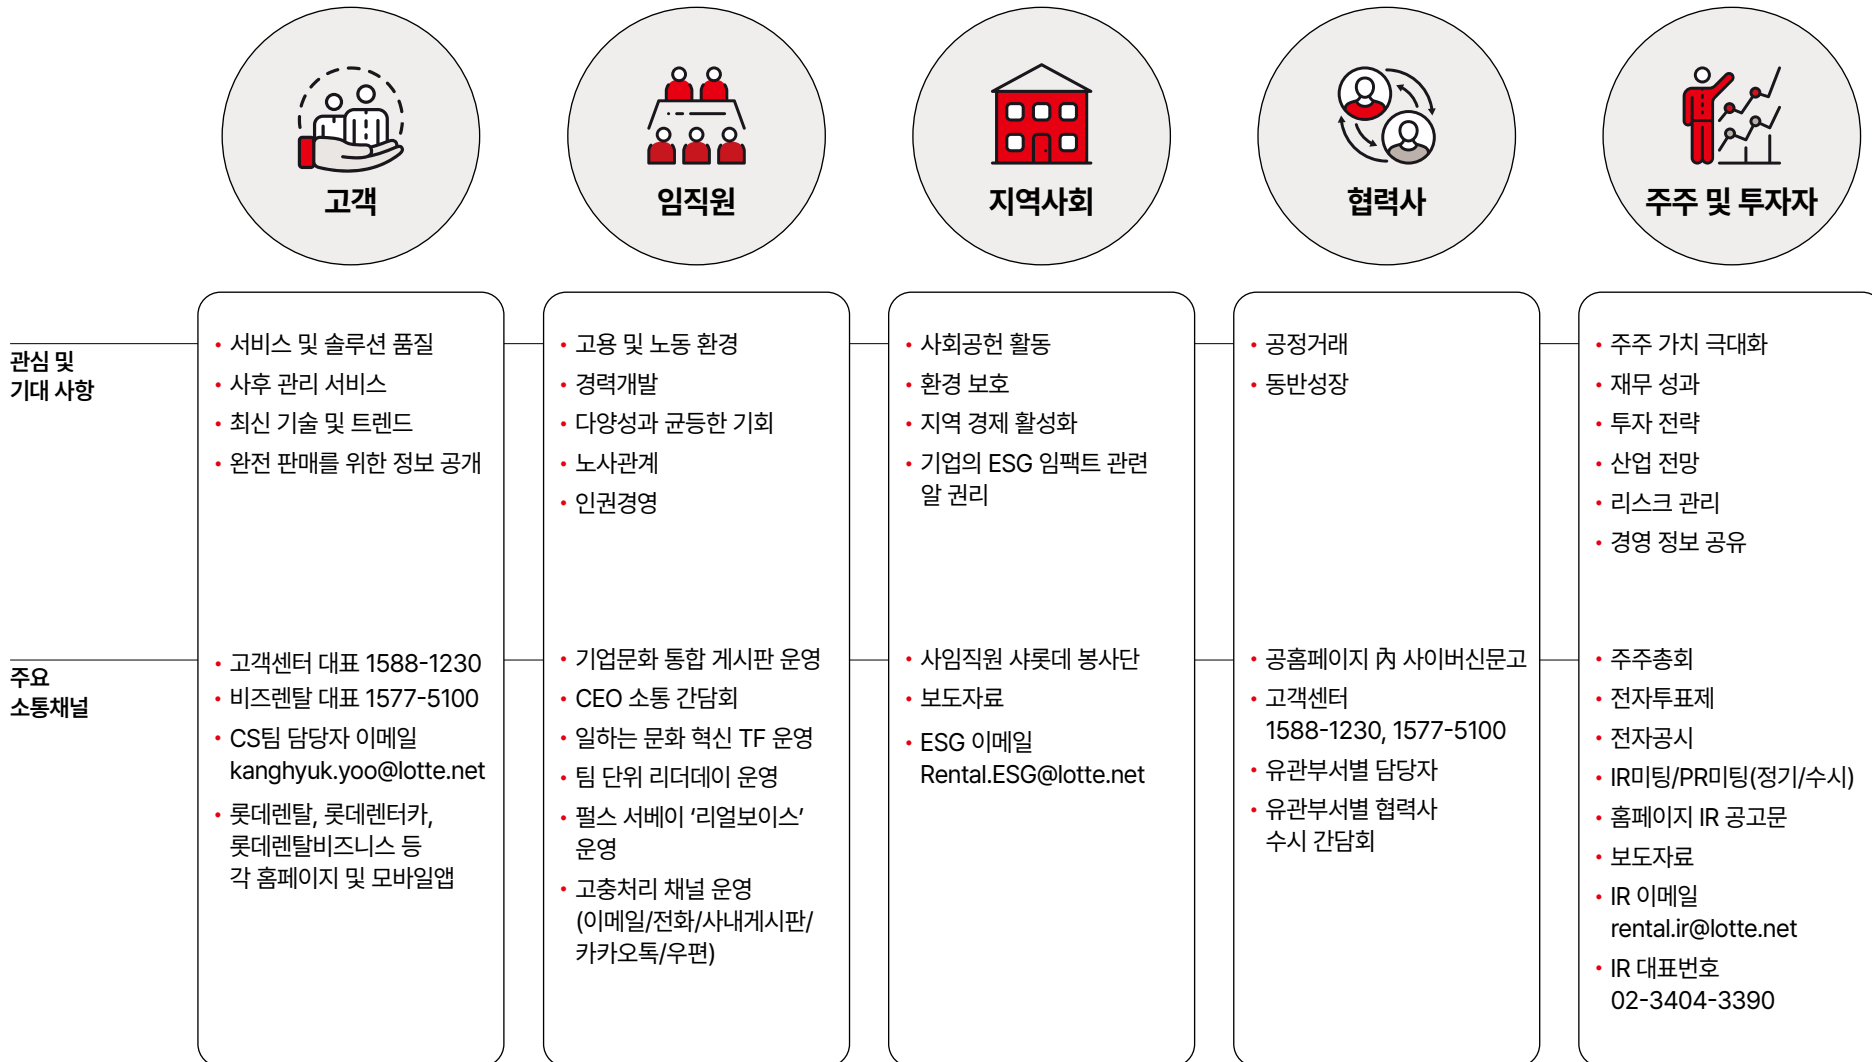 고객
임직원
지역사회
협력사
주주 및 투자자
관심 및
기대 사항
• 서비스 및 솔루션 품질
• 사후 관리 서비스
• 최신 기술 및 트렌드
• 완전 판매를 위한 정보 공개
• 고용 및 노동 환경
• 경력개발
• 다양성과 균등한 기회
• 노사관계
• 인권경영
• 사회공헌 활동
• 환경 보호
• 지역 경제 활성화
• 기업의 ESG 임팩트 관련
알 권리
• 공정거래
• 동반성장
• 주주 가치 극대화
• 재무 성과
• 투자 전략
• 산업 전망
• 리스크 관리
• 경영 정보 공유
주요
소통채널
• 고객센터 대표 1588-1230
• 비즈렌탈 대표 1577-5100
• CS팀 담당자 이메일
kanghyuk.yoo@lotte.net
• 롯데렌탈, 롯데렌터카,
롯데렌탈비즈니스 등
각 홈페이지 및 모바일앱
• 기업문화 통합 게시판 운영
• CEO 소통 간담회
• 일하는 문화 혁신 TF 운영
• 팀 단위 리더데이 운영
• 펄스 서베이 ‘리얼보이스’
운영
• 고충처리 채널 운영
(이메일/전화/사내게시판/
카카오톡/우편)
• 사임직원 샤롯데 봉사단
• 보도자료
• ESG 이메일
Rental.ESG@lotte.net
• 공홈페이지 內 사이버신문고
• 고객센터
1588-1230, 1577-5100
• 유관부서별 담당자
• 유관부서별 협력사
수시 간담회
• 주주총회
• 전자투표제
• 전자공시
• IR미팅/PR미팅(정기/수시)
• 홈페이지 IR 공고문
• 보도자료
• IR 이메일
rental.ir@lotte.net
• IR 대표번호
02-3404-3390